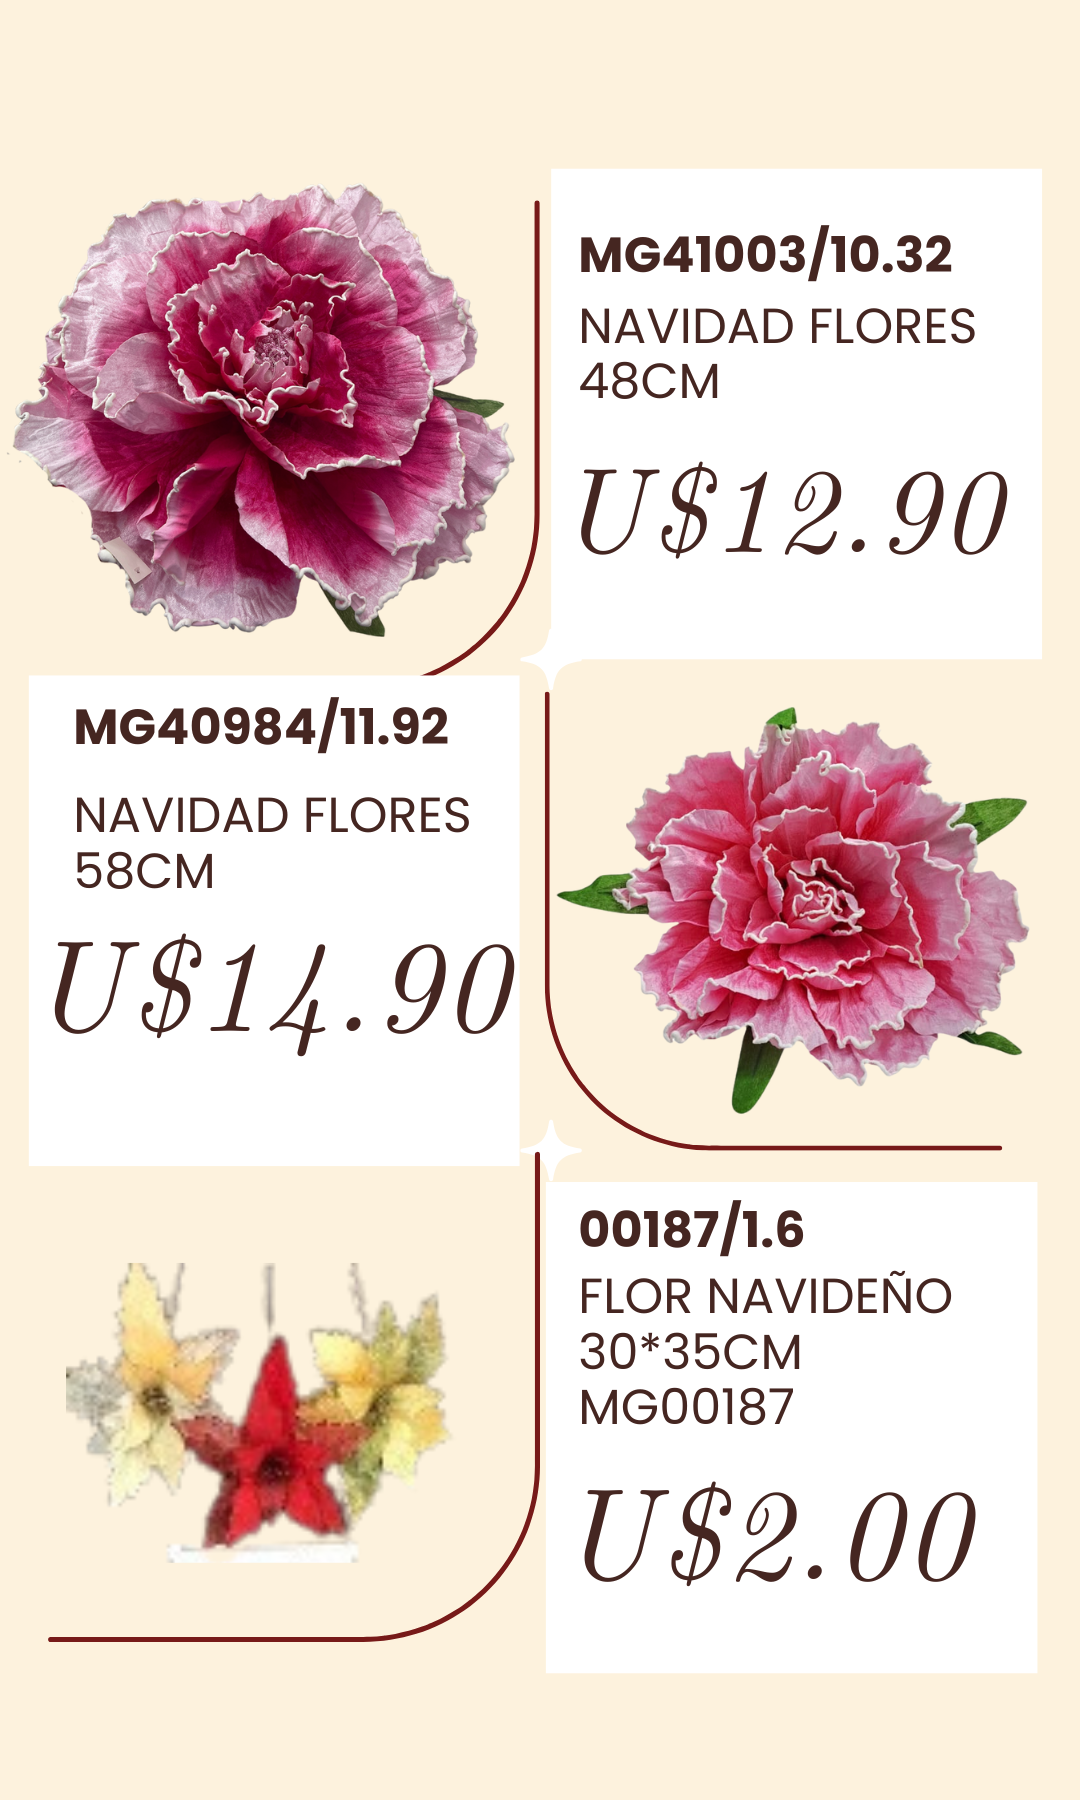 MG41003/10.32
NAVIDAD FLORES
48CM
U$12.90
MG40984/11.92
NAVIDAD FLORES
58CM
U$14.90
00187/1.6
FLOR NAVIDEÑO
30*35CM
MG00187
U$2.00